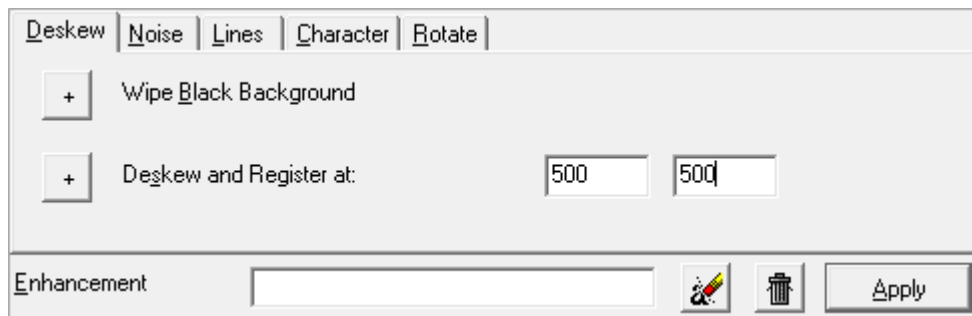 Deskew Noise Lines Character Rotate
+ Wipe Black Background
+ Deskew and Register at: 500 500
Enhancement Apply